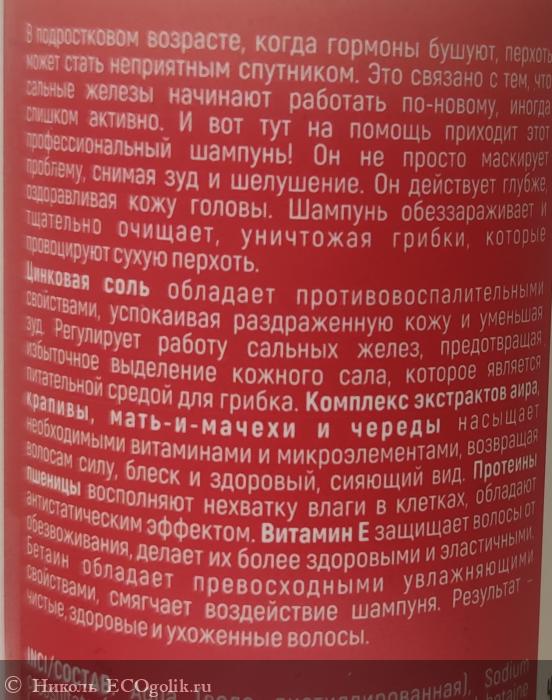 В подростковом возрасте, когда гормоны бушуют, перхоть
может стать неприятным спутником. Это связано с тем, что
сальные железы начинают работать по-новому, иногда
слишком активно. И вот тут на помощь приходит этот
профессиональный шампунь! Он не просто маскирует
проблему, снимая зуд и шелушение. Он действует глубже,
оздоравливая кожу головы. Шампунь обеззараживает и
тщательно очищает, уничтожая грибки, которые
провоцируют сухую перхоть.
Цинковая соль обладает противовоспалительными
свойствами, успокаивая раздраженную кожу и уменьшая
зуд. Регулирует работу сальных желез, предотвращая
избыточное выделение кожного сала, которое является
питательной средой для грибка. Комплекс экстрактов аира,
крапивы, мать-и-мачехи и череды насыщает
необходимыми витаминами и микроэлементами, возвращая
волосам силу, блеск и здоровый, сияющий вид. Протеины
пшеницы восполняют нехватку влаги в клетках, обладают
антистатическим эффектом. Витамин Е защищает волосы от
обезвоживания, делает их более здоровыми и эластичными.
Бетаин обладает превосходными увлажняющими
свойствами, смягчает воздействие шампуня. Результат –
чистые, здоровые и ухоженные волосы.
INCI/СОСТАВ: Aqua (вода дистиллированная), Sodium
© Николь ECOgolik.ru